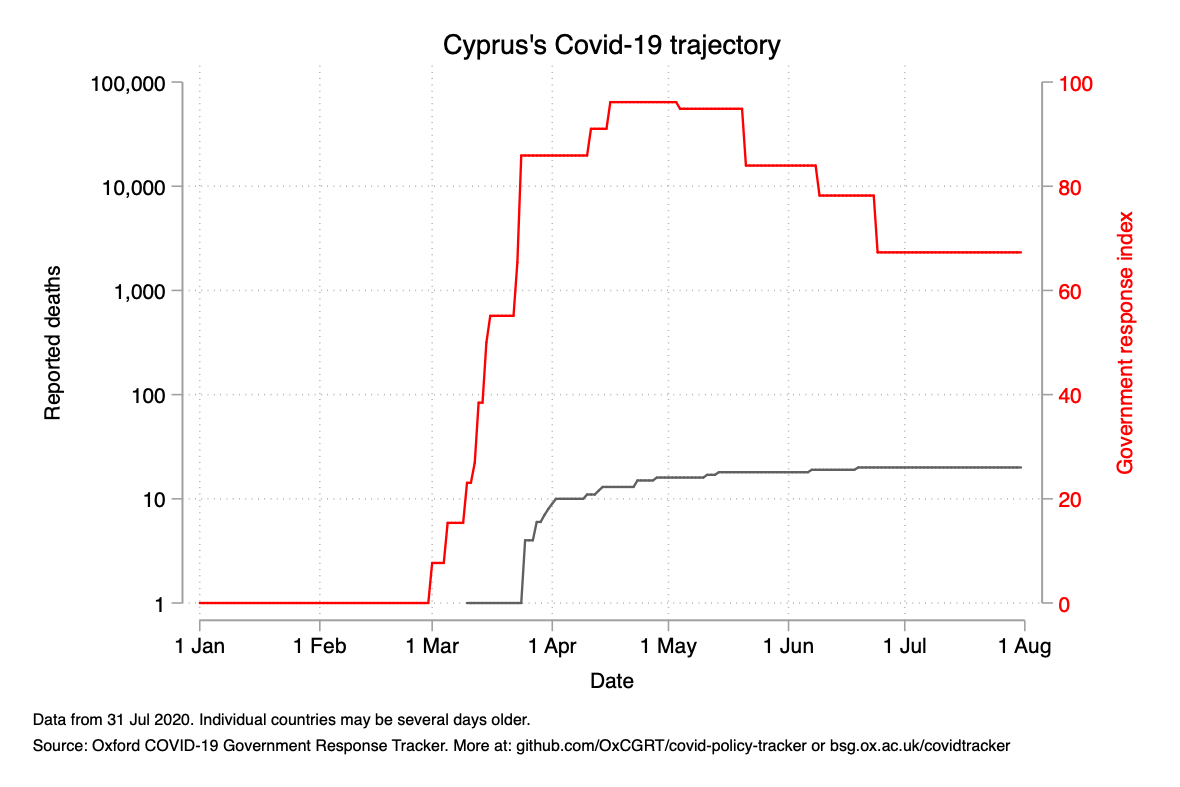 Cyprus's Covid-19 trajectory
100,000
10,000
1,000
100
10
1
Reported deaths
100
80
60
40
20
0
Government response index
1 Jan
1 Feb
1 Mar
1 Apr
1 May
1 Jun
1 Jul
1 Aug
Date
Data from 31 Jul 2020. Individual countries may be several days older.
Source: Oxford COVID-19 Government Response Tracker. More at: github.com/OxCGRT/covid-policy-tracker or bsg.ox.ac.uk/covidtracker